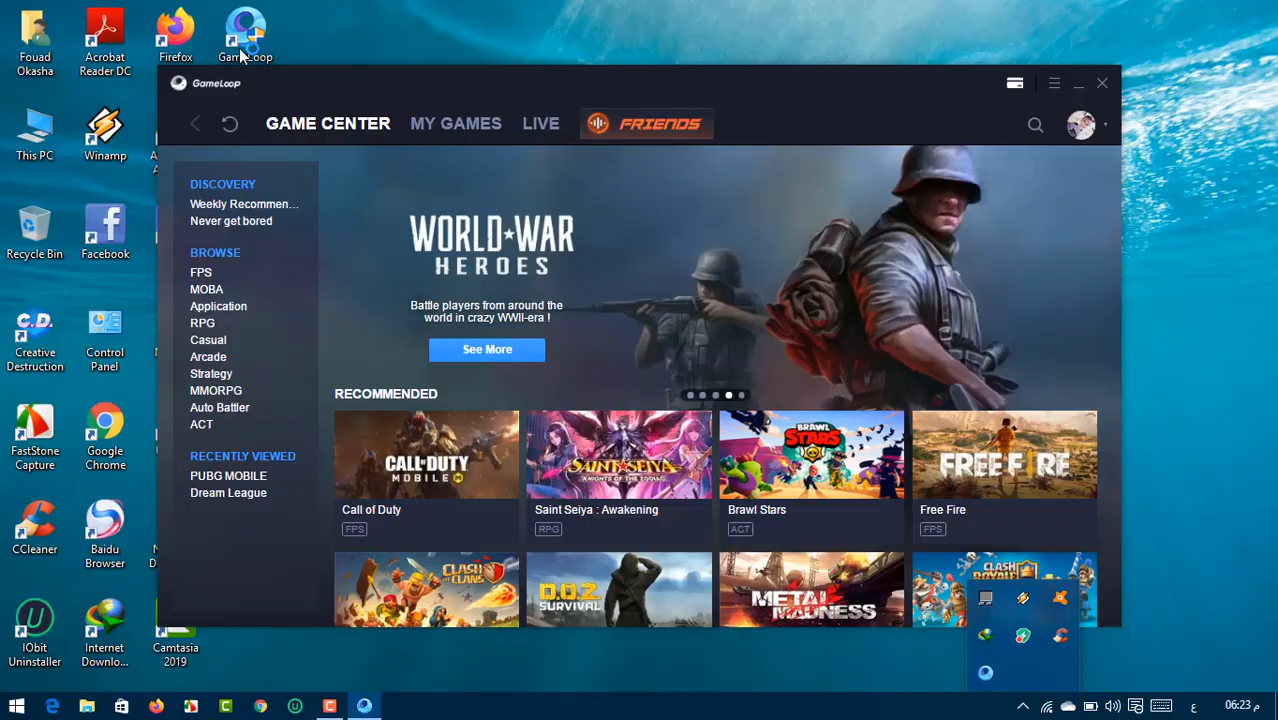 Fouad
Okasha
Acrobat
Reader DC
Firefox
GameLoop
This PC
Winamp
Recycle Bin
Facebook
Creative
Destruction
Control
Panel
FastStone
Capture
Google
Chrome
CCleaner
Baidu
Browser
IObit
Uninstaller
Internet
Downlo...
Camtasia
2019
GameLoop
GAME CENTER
MY GAMES
LIVE
FRIENDS
DISCOVERY
Weekly Recommen...
Never get bored
BROWSE
FPS
MOBA
Application
RPG
Casual
Arcade
Strategy
MMORPG
Auto Battler
ACT
RECENTLY VIEWED
PUBG MOBILE
Dream League
WORLD WAR
HEROES
Battle players from around the
world in crazy WWII-era !
See More
RECOMMENDED
CALL OF DUTY
MOBILE
SAINT SEIYA
KNIGHTS OF THE ZODIAC
BRAWL
STARS
FREE FIRE
Call of Duty
FPS
Saint Seiya : Awakening
RPG
Brawl Stars
ACT
Free Fire
FPS
CLASH
OF CLANS
D.O.Z
SURVIVAL
METAL
MADNESS
CLASH
ROYALE
ع
06:23 م